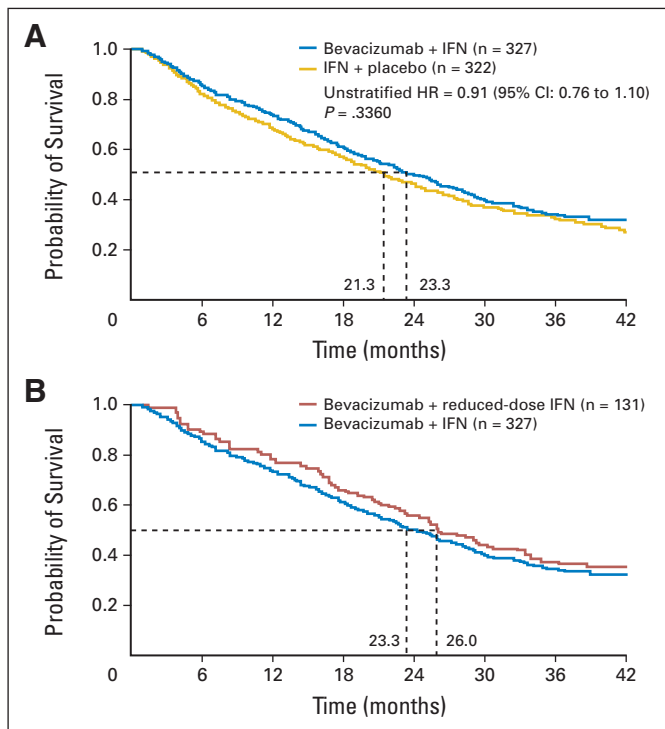 A
Bevacizumab + IFN (n = 327)
IFN + placebo (n = 322)
Unstratified HR = 0.91 (95% CI: 0.76 to 1.10)
P = .3360
Probability of Survival
1.0
0.8
0.6
0.4
0.2
21.3
23.3
0
6
12
18
24
30
36
42
Time (months)
B
Bevacizumab + reduced-dose IFN (n = 131)
Bevacizumab + IFN (n = 327)
Probability of Survival
1.0
0.8
0.6
0.4
0.2
23.3
26.0
0
6
12
18
24
30
36
42
Time (months)